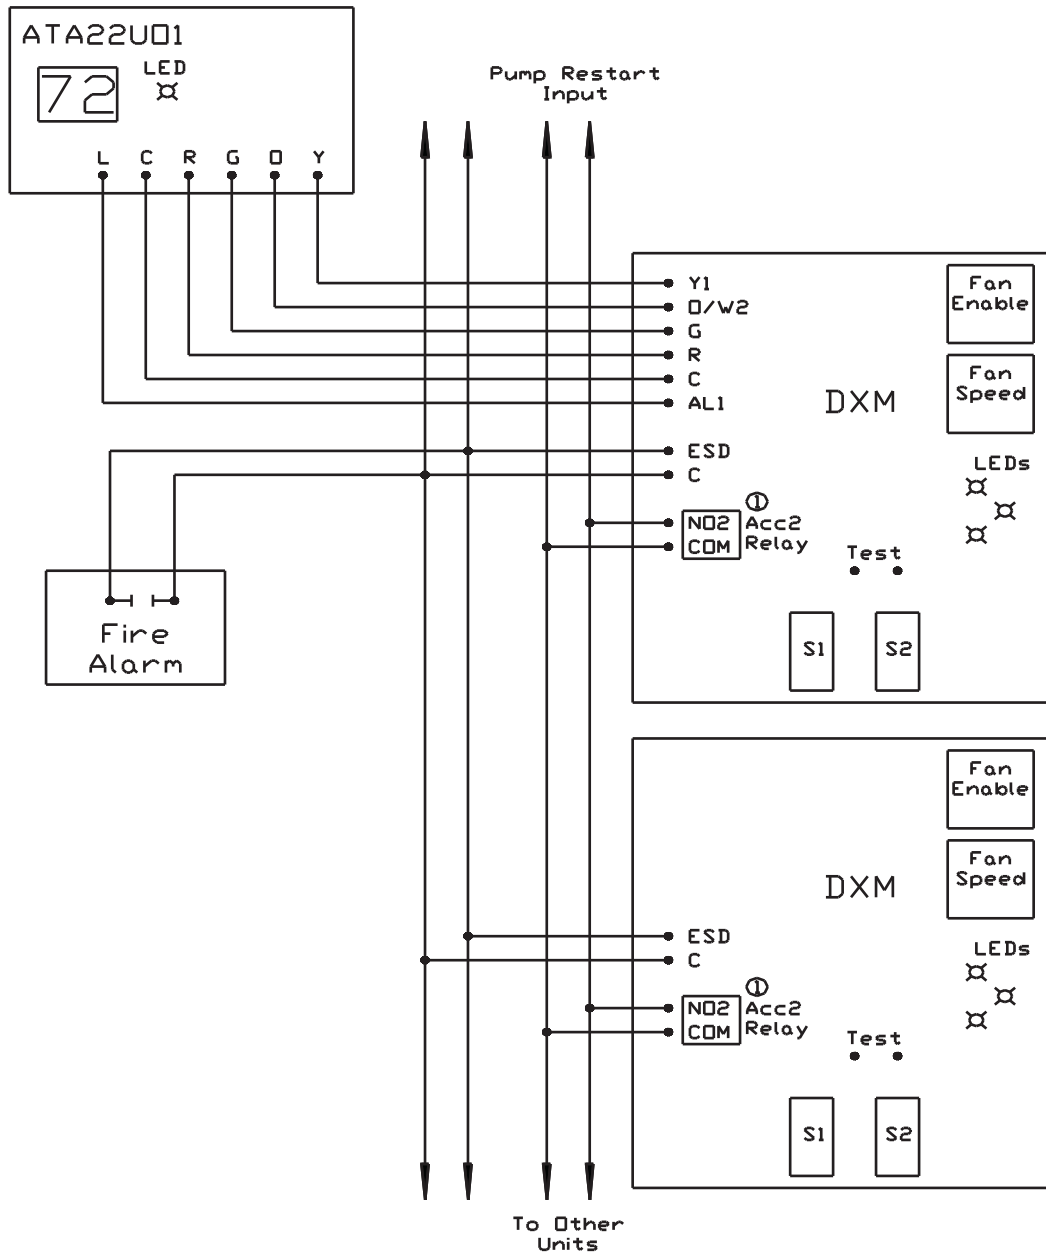 ATA22U01
LED
72
L C R G O Y
Pump Restart
Input
Y1
O/W2
G
R
C
AL1
ESD
C
NO2
COM
①
Acc2
Relay
DXM
Fan
Enable
Fan
Speed
LEDs
Test
S1
S2
Fire
Alarm
Fan
Enable
Fan
Speed
DXM
LEDs
ESD
C
NO2
COM
①
Acc2
Relay
Test
S1
S2
To Other
Units